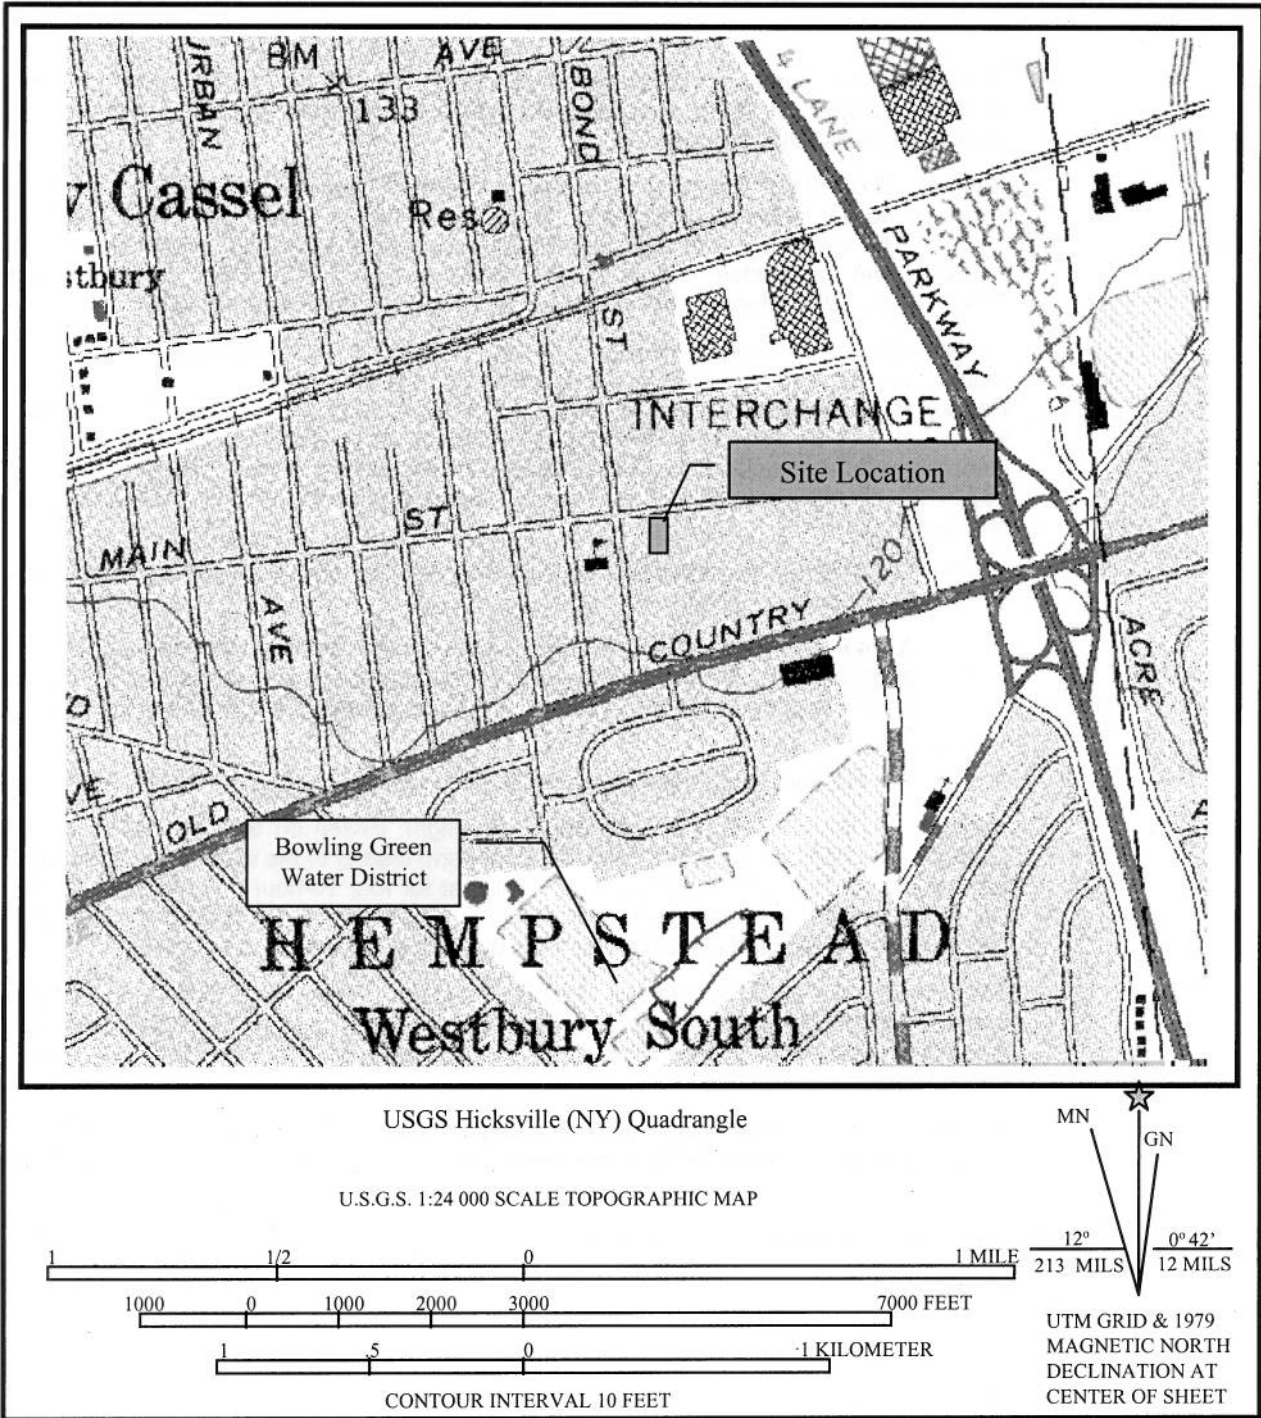 BM
AVE
URBAN
133
BOND
4 LANE
v Cassel
Res
PARKWAY
stbury
ST
INTERCHANGE
Site Location
ST
MAIN
120
AVE
COUNTRY
ACRE
D
VE
OLD
A
Bowling Green
Water District
HEMPSTEAD
Westbury South
USGS Hicksville (NY) Quadrangle
MN
GN
U.S.G.S. 1:24 000 SCALE TOPOGRAPHIC MAP
12° 0° 42'
213 MILS 12 MILS
1 1/2 0 1 MILE
1000 0 1000 2000 3000 7000 FEET
1 .5 0 1 KILOMETER
CONTOUR INTERVAL 10 FEET
UTM GRID & 1979
MAGNETIC NORTH
DECLINATION AT
CENTER OF SHEET